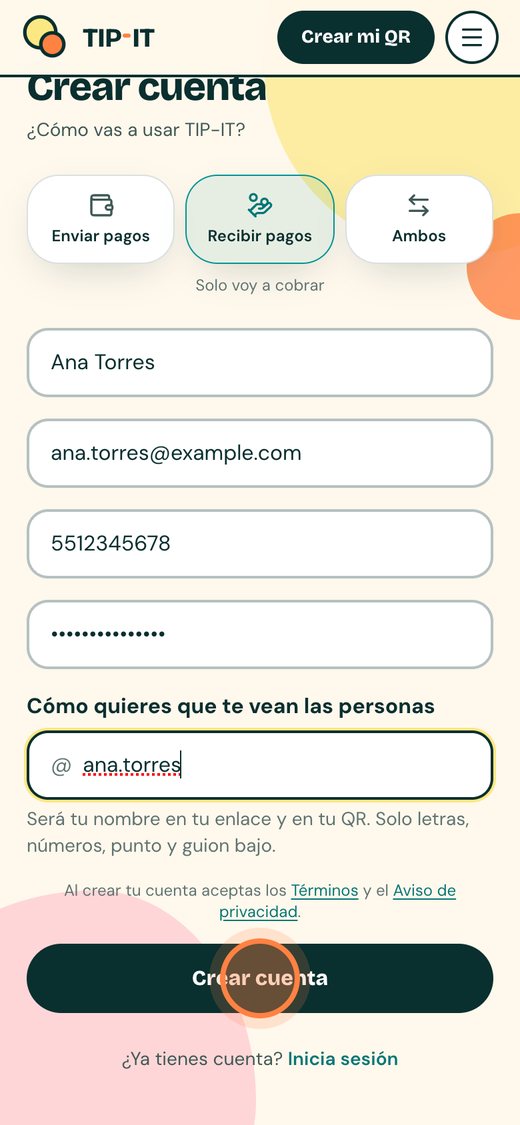 TIP-IT
Crear mi QR
Crear cuenta
¿Cómo vas a usar TIP-IT?
Enviar pagos
Recibir pagos
Ambos
Solo voy a cobrar
Ana Torres
ana.torres@example.com
5512345678
•••••••••••••••
Cómo quieres que te vean las personas
@ ana.torres
Será tu nombre en tu enlace y en tu QR. Solo letras,
números, punto y guion bajo.
Al crear tu cuenta aceptas los Términos y el Aviso de
privacidad.
Crear cuenta
¿Ya tienes cuenta? Inicia sesión